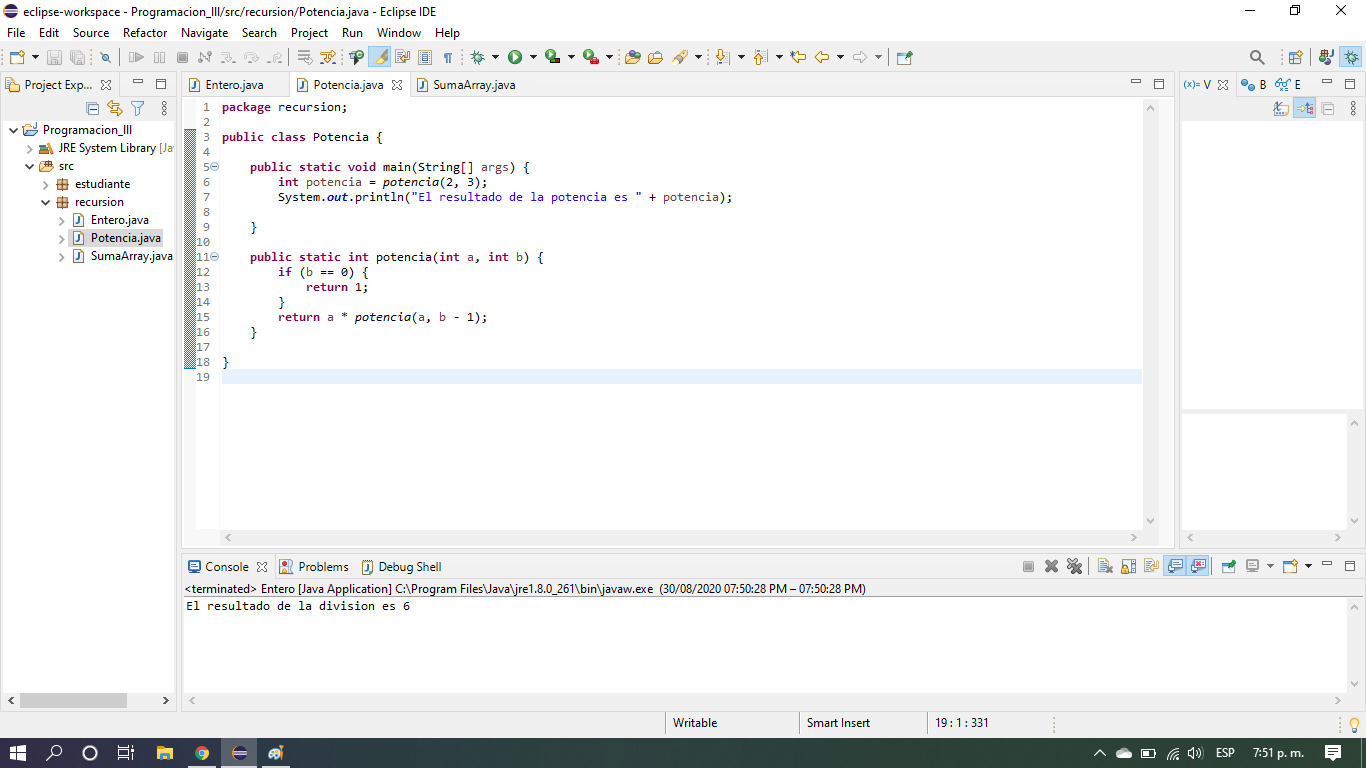 eclipse-workspace - Programacion_III/src/recursion/Potencia.java - Eclipse IDE
File Edit Source Refactor Navigate Search Project Run Window Help
Project Exp...
Entero.java Potencia.java SumaArray.java
(x)= V B E
Programacion_III
JRE System Library [Ja
src
estudiante
recursion
Entero.java
Potencia.java
SumaArray.java
1 package recursion;
2
3 public class Potencia {
4
5 public static void main(String[] args) {
6 int potencia = potencia(2, 3);
7 System.out.println("El resultado de la potencia es " + potencia);
8
9 }
10
11 public static int potencia(int a, int b) {
12 if (b == 0) {
13 return 1;
14 }
15 return a * potencia(a, b - 1);
16 }
17
18 }
19
Console Problems Debug Shell
<terminated> Entero [Java Application] C:\Program Files\Java\jre1.8.0_261\bin\javaw.exe (30/08/2020 07:50:28 PM – 07:50:28 PM)
El resultado de la division es 6
Writable Smart Insert 19 : 1 : 331
ESP 7:51 p. m.